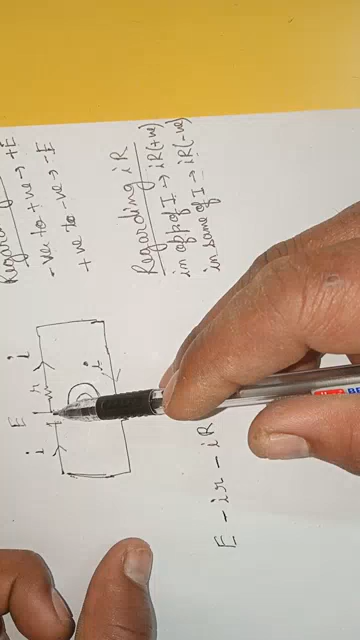 -ve to +ve → +E
+ve to -ve → -E
Regarding iR
in opp of I → iR(+ve)
in same of I → iR(-ve)
i E r i
i
E - ir - iR